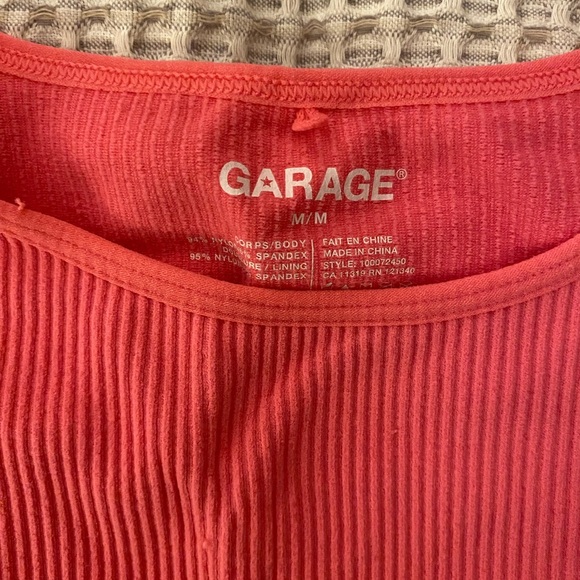 GARAGE®
M/M
CORPS/BODY
SPANDEX
95% / LINING
SPANDEX
FAIT EN CHINE
MADE IN CHINA
STYLE: 100072450
CA 11319 RN 121340